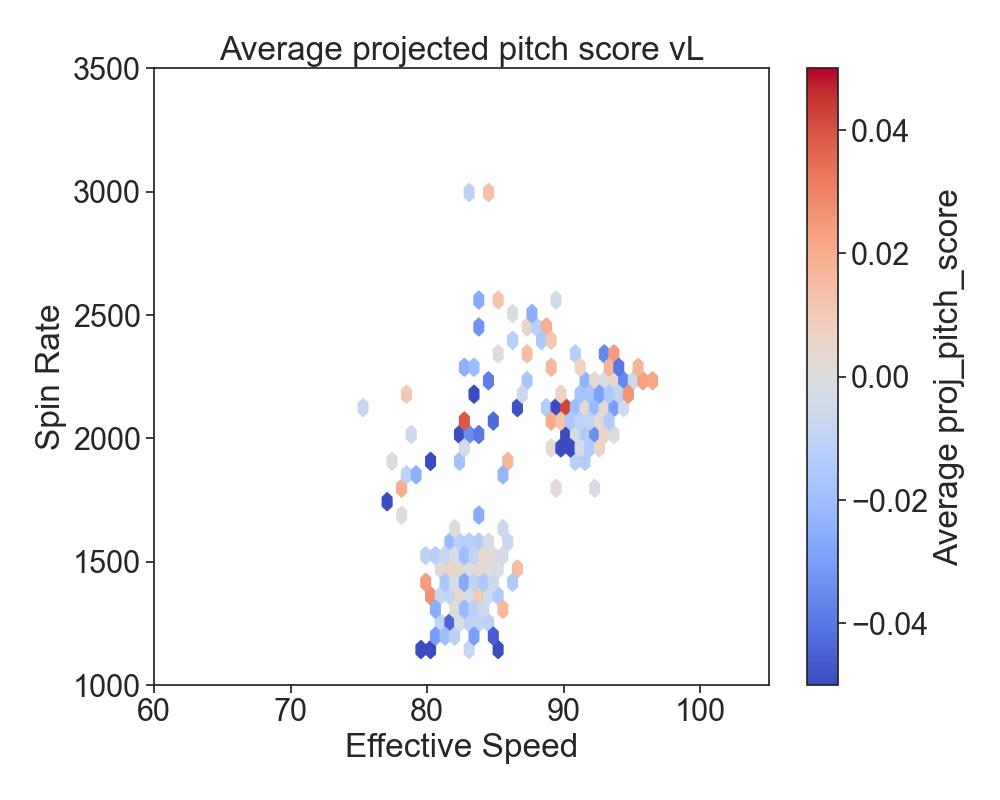 Average projected pitch score vL
3500
3000
2500
2000
1500
1000
Spin Rate
60 70 80 90 100
Effective Speed
0.04
0.02
0.00
−0.02
−0.04
Average proj_pitch_score